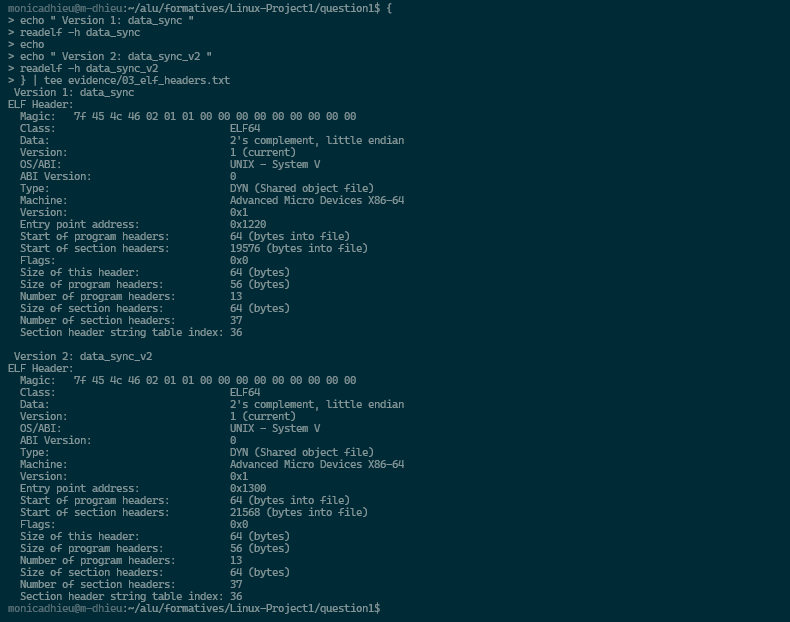 monicadhieu@m-dhieu:~/alu/formatives/Linux-Project1/question1$ {
> echo " Version 1: data_sync "
> readelf -h data_sync
> echo
> echo " Version 2: data_sync_v2 "
> readelf -h data_sync_v2
> } | tee evidence/03_elf_headers.txt
 Version 1: data_sync
ELF Header:
  Magic:   7f 45 4c 46 02 01 01 00 00 00 00 00 00 00 00 00
  Class:                             ELF64
  Data:                              2's complement, little endian
  Version:                           1 (current)
  OS/ABI:                            UNIX - System V
  ABI Version:                       0
  Type:                              DYN (Shared object file)
  Machine:                           Advanced Micro Devices X86-64
  Version:                           0x1
  Entry point address:               0x1220
  Start of program headers:          64 (bytes into file)
  Start of section headers:          19576 (bytes into file)
  Flags:                             0x0
  Size of this header:               64 (bytes)
  Size of program headers:           56 (bytes)
  Number of program headers:         13
  Size of section headers:           64 (bytes)
  Number of section headers:         37
  Section header string table index: 36

 Version 2: data_sync_v2
ELF Header:
  Magic:   7f 45 4c 46 02 01 01 00 00 00 00 00 00 00 00 00
  Class:                             ELF64
  Data:                              2's complement, little endian
  Version:                           1 (current)
  OS/ABI:                            UNIX - System V
  ABI Version:                       0
  Type:                              DYN (Shared object file)
  Machine:                           Advanced Micro Devices X86-64
  Version:                           0x1
  Entry point address:               0x1300
  Start of program headers:          64 (bytes into file)
  Start of section headers:          21568 (bytes into file)
  Flags:                             0x0
  Size of this header:               64 (bytes)
  Size of program headers:           56 (bytes)
  Number of program headers:         13
  Size of section headers:           64 (bytes)
  Number of section headers:         37
  Section header string table index: 36
monicadhieu@m-dhieu:~/alu/formatives/Linux-Project1/question1$